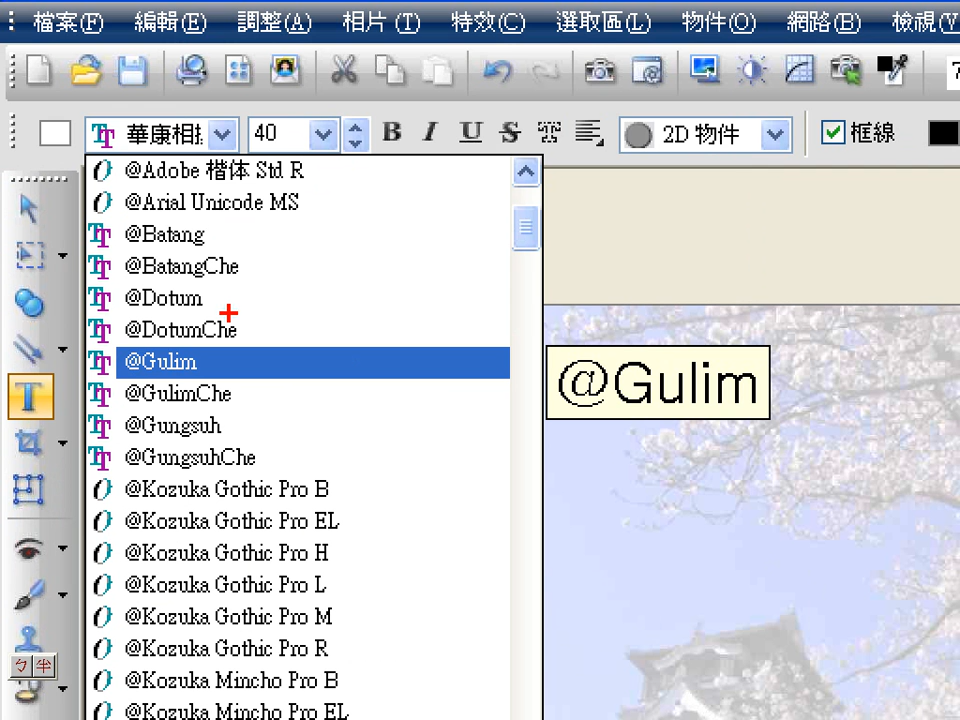 檔案(F) 編輯(E) 調整(A) 相片(T) 特效(C) 選取區(L) 物件(O) 網路(B) 檢視(V
華康相 40 B I U S T 2D 物件 框線
@Adobe 楷体 Std R
@Arial Unicode MS
@Batang
@BatangChe
@Dotum
@DotumChe
@Gulim
@Gulim
@GulimChe
@Gungsuh
@GungsuhChe
@Kozuka Gothic Pro B
@Kozuka Gothic Pro EL
@Kozuka Gothic Pro H
@Kozuka Gothic Pro L
@Kozuka Gothic Pro M
@Kozuka Gothic Pro R
ㄅ半
@Kozuka Mincho Pro B
@Kozuka Mincho Pro EL